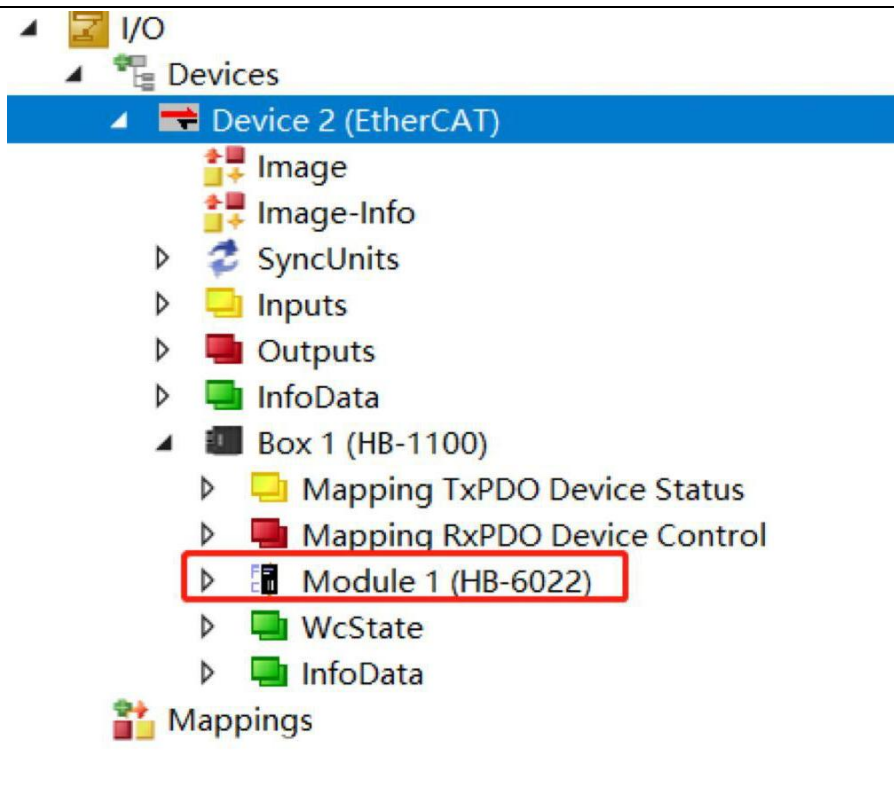 I/O
Devices
Device 2 (EtherCAT)
Image
Image-Info
SyncUnits
Inputs
Outputs
InfoData
Box 1 (HB-1100)
Mapping TxPDO Device Status
Mapping RxPDO Device Control
Module 1 (HB-6022)
WcState
InfoData
Mappings